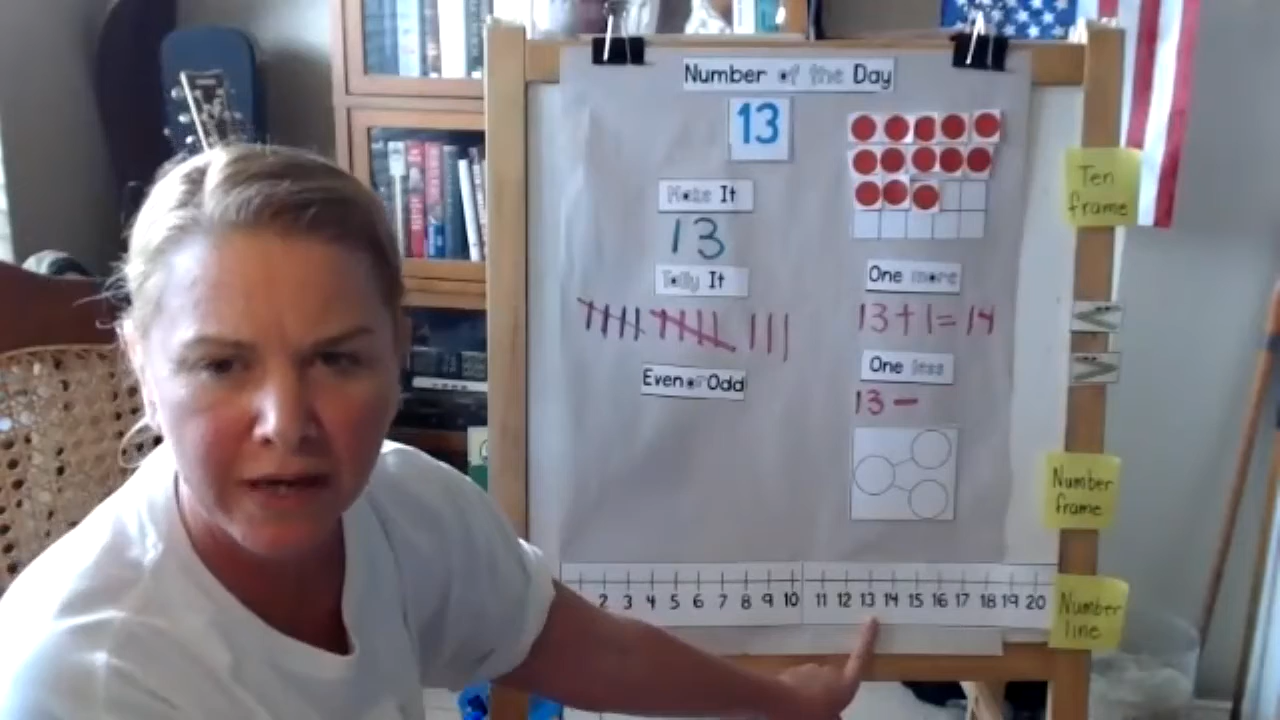 Number of the Day
13
Make It
13
Tally It
Even or Odd
One more
13+1=14
One less
13 -
Ten
frame
Number
frame
2 3 4 5 6 7 8 9 10 11 12 13 14 15 16 17 18 19 20
Number
line